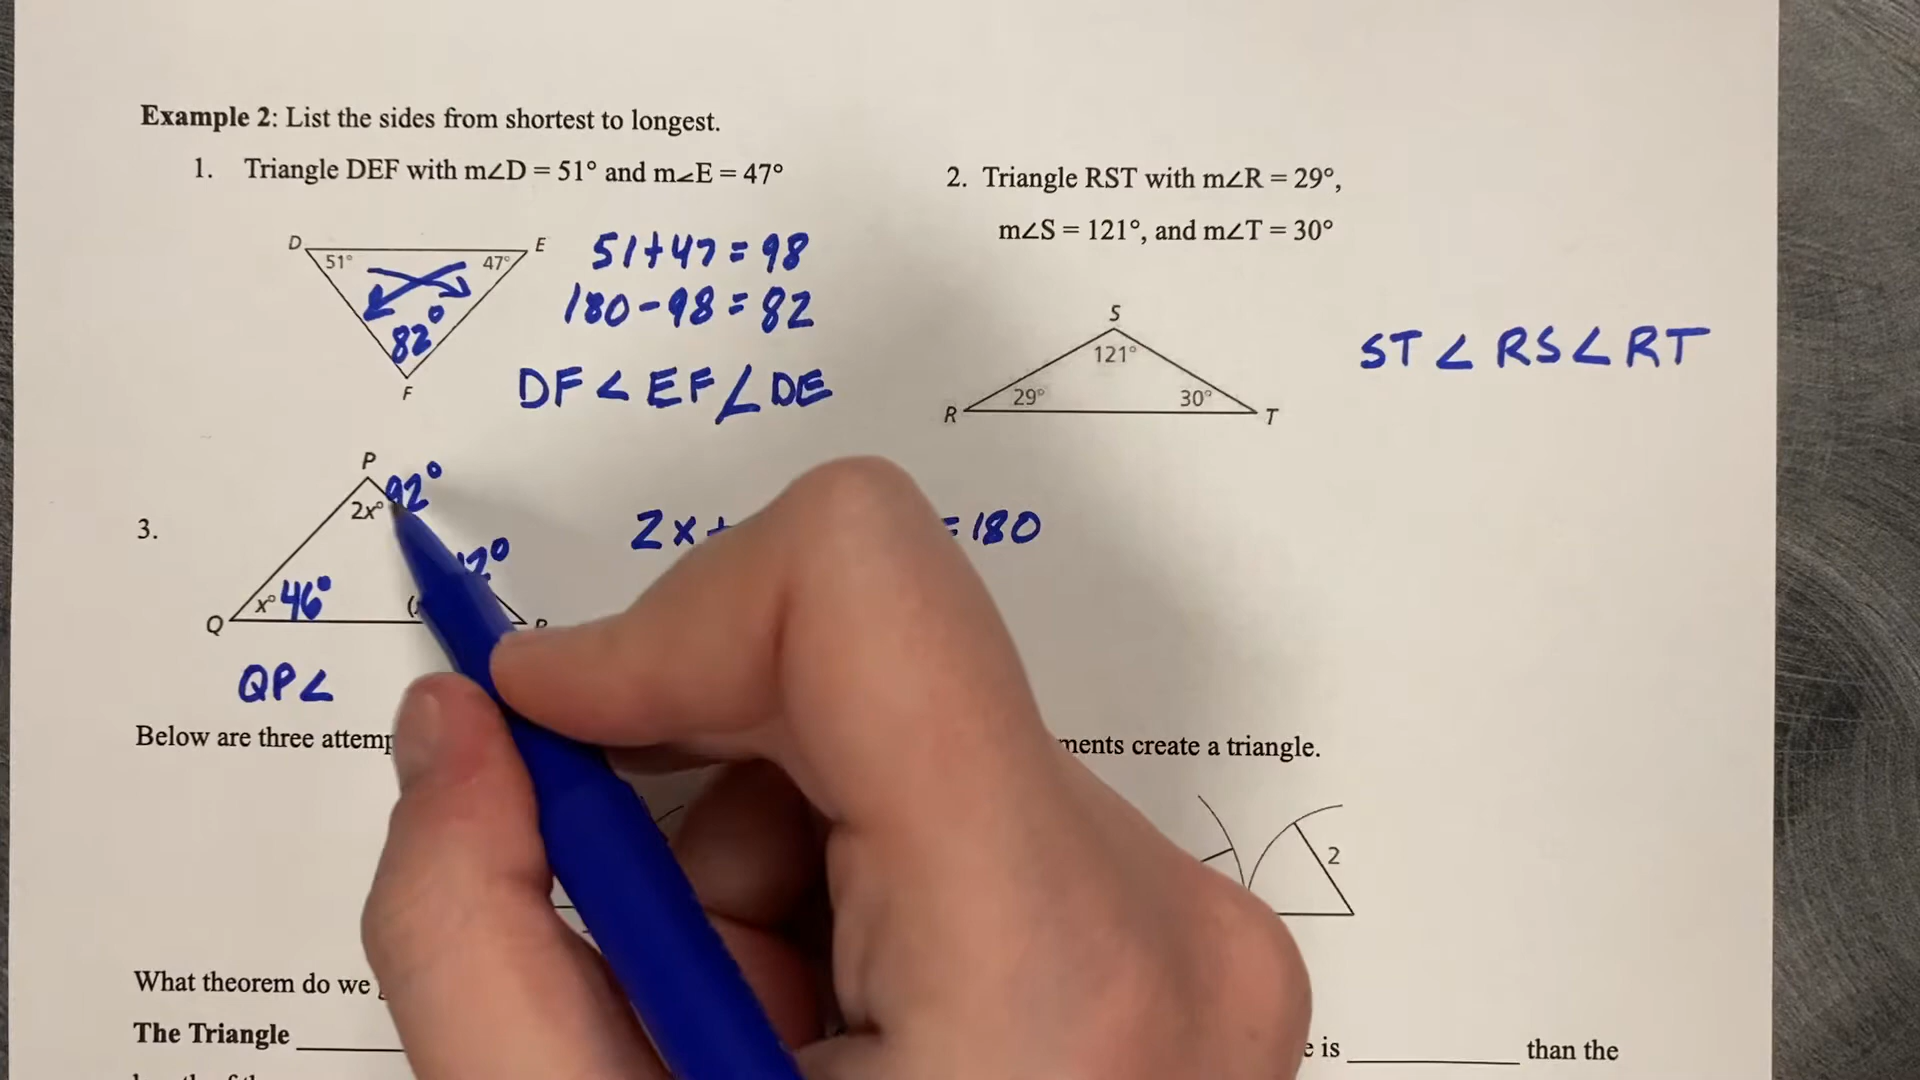 Example 2: List the sides from shortest to longest.
1. Triangle DEF with m∠D = 51° and m∠E = 47°
D
E
51°
47°
82°
F
51+47=98
180-98=82
DF < EF < DE
2. Triangle RST with m∠R = 29°,
m∠S = 121°, and m∠T = 30°
S
121°
29°
30°
R
T
ST < RS < RT
3.
P
92°
2x°
x° 46°
(
2°
Q
R
2x+
=180
QP <
Below are three
ments create a triangle.
2
What theorem do we
The Triangle
is ____________ than the